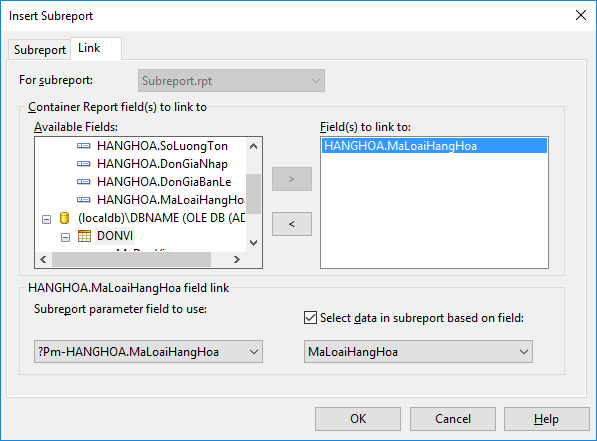 Insert Subreport
Subreport
Link
For subreport:
Subreport.rpt
Container Report field(s) to link to
Available Fields:
HANGHOA.SoLuongTon
HANGHOA.DonGiaNhap
HANGHOA.DonGiaBanLe
HANGHOA.MaLoaiHangHoa
(localdb)\DBNAME (OLE DB (AD
DONVI
>
<
Field(s) to link to:
HANGHOA.MaLoaiHangHoa
HANGHOA.MaLoaiHangHoa field link
Subreport parameter field to use:
?Pm-HANGHOA.MaLoaiHangHoa
Select data in subreport based on field:
MaLoaiHangHoa
OK
Cancel
Help